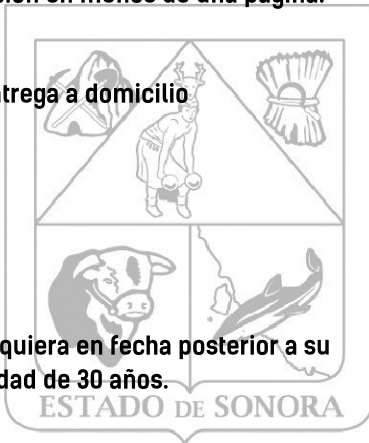 trega a domicilio
quiera en fecha posterior a su
dad de 30 años.
ESTADO DE SONORA